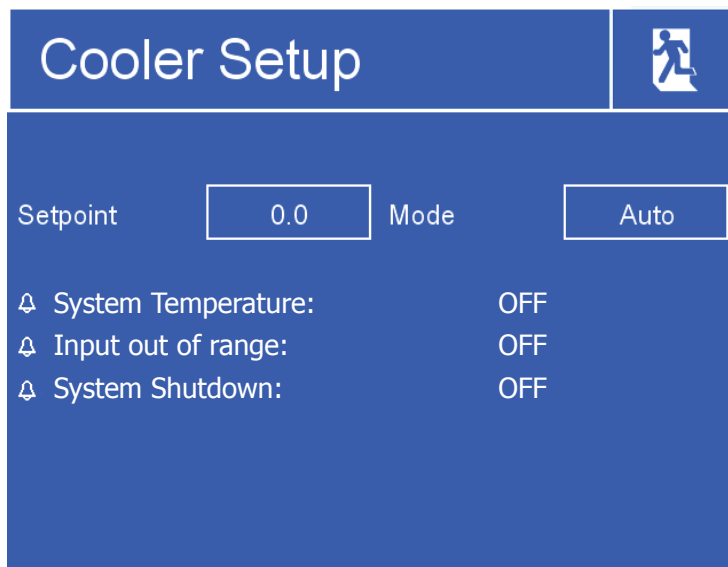 Cooler Setup
Setpoint 0.0 Mode Auto
System Temperature: OFF
Input out of range: OFF
System Shutdown: OFF